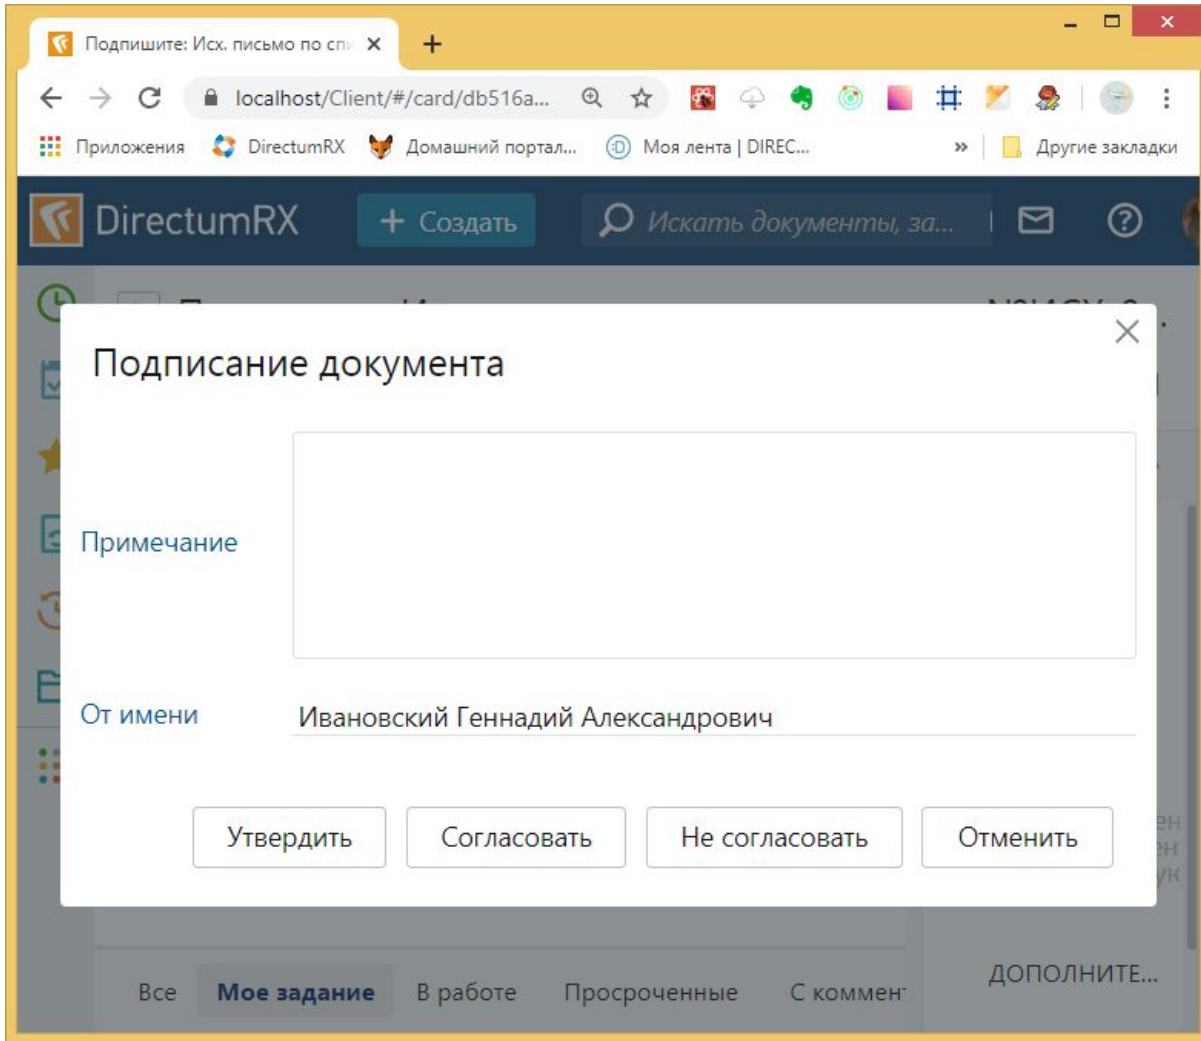 Подпишите: Исх. письмо по спи
localhost/Client/#/card/db516a...
Приложения DirectumRX Домашний портал... Моя лента | DIREC... » Другие закладки
DirectumRX + Создать Искать документы, за...
Подписание документа
Примечание
От имени Ивановский Геннадий Александрович
Утвердить Согласовать Не согласовать Отменить
ДОПОЛНИТЕ...
Все Мое задание В работе Просроченные С коммент